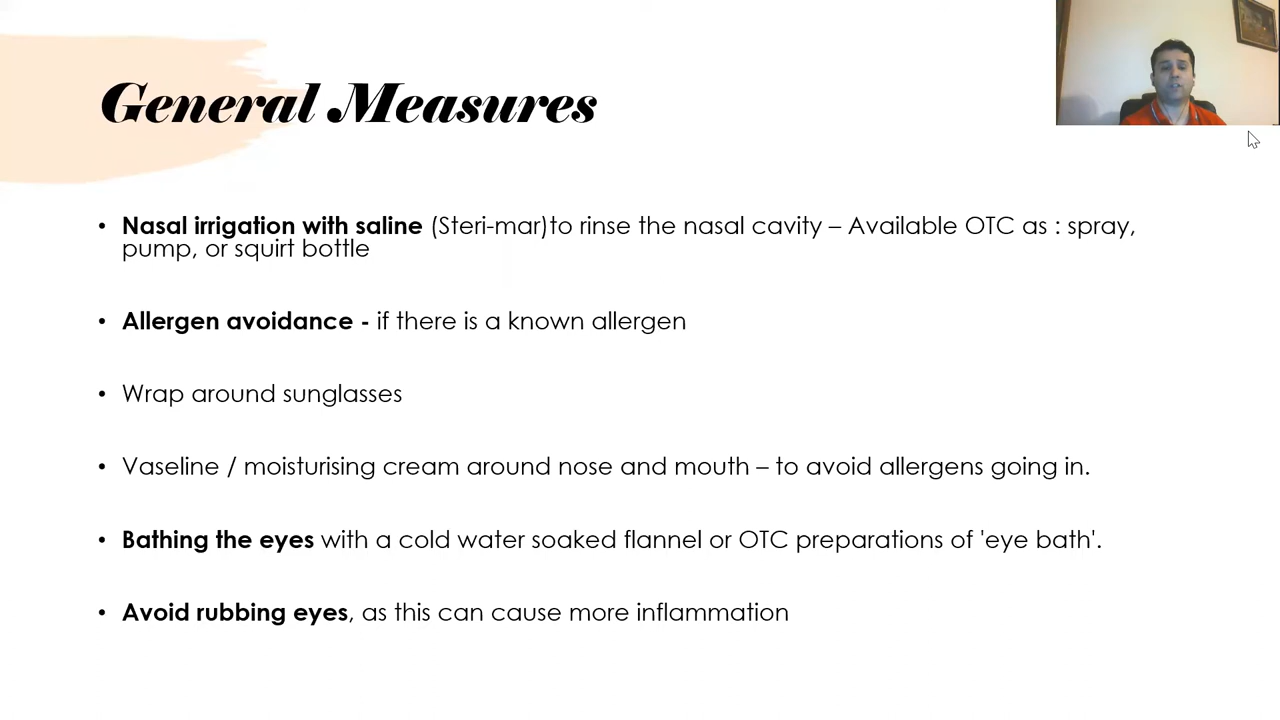 General Measures
• Nasal irrigation with saline (Steri-mar)to rinse the nasal cavity – Available OTC as : spray,
pump, or squirt bottle
• Allergen avoidance - if there is a known allergen
• Wrap around sunglasses
• Vaseline / moisturising cream around nose and mouth – to avoid allergens going in.
• Bathing the eyes with a cold water soaked flannel or OTC preparations of 'eye bath'.
• Avoid rubbing eyes, as this can cause more inflammation